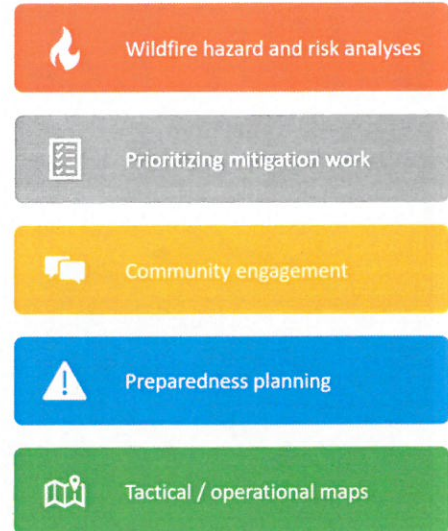 Wildfire hazard and risk analyses
Prioritizing mitigation work
Community engagement
Preparedness planning
Tactical / operational maps